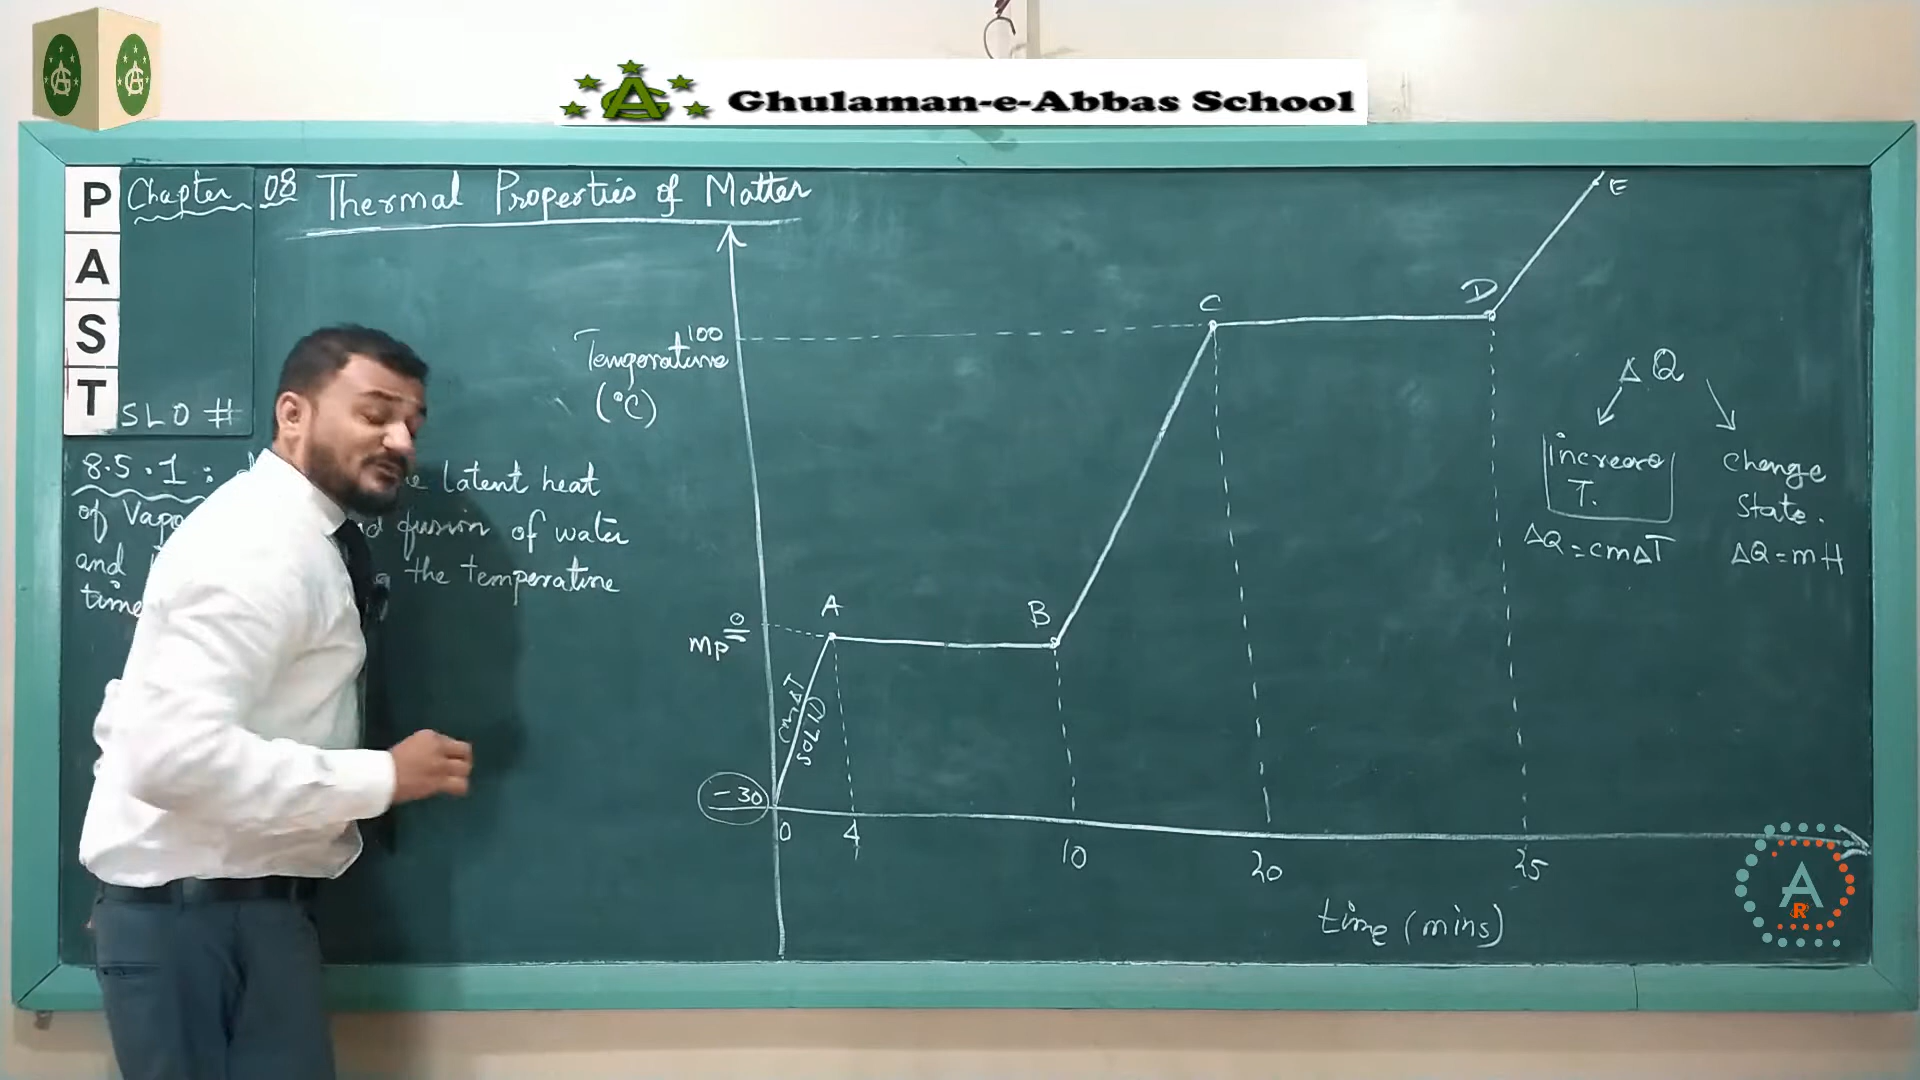 Ghulaman-e-Abbas School
P
A
S
T
Chapter 08 Thermal Properties of Matter
SLO #
8.5.1: latent heat
of Vapo fusion of water
and the temperature
time
100
Temperature
(°C)
0
mp
-30
cmΔT
SOLID
A
B
C
D
E
0 4 10 20 25
time (mins)
ΔQ
increase
T.
ΔQ = cmΔT
Change
State.
ΔQ = mH
A
R